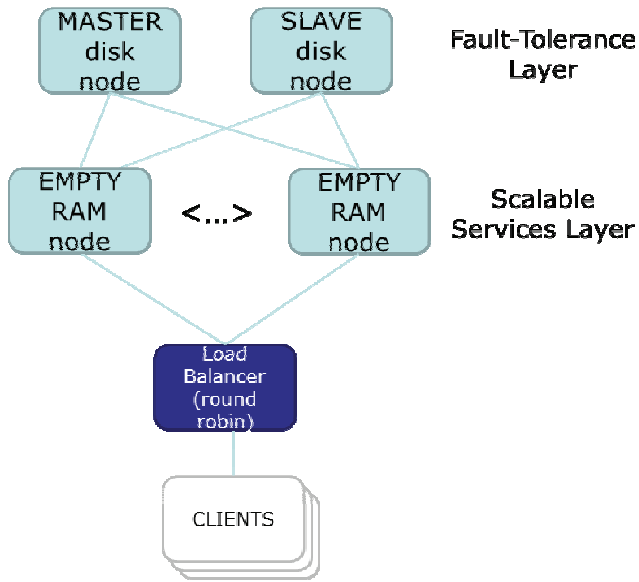 MASTER
disk
node
SLAVE
disk
node
Fault-Tolerance
Layer
EMPTY
RAM
node
<...>
EMPTY
RAM
node
Scalable
Services Layer
Load
Balancer
(round
robin)
CLIENTS